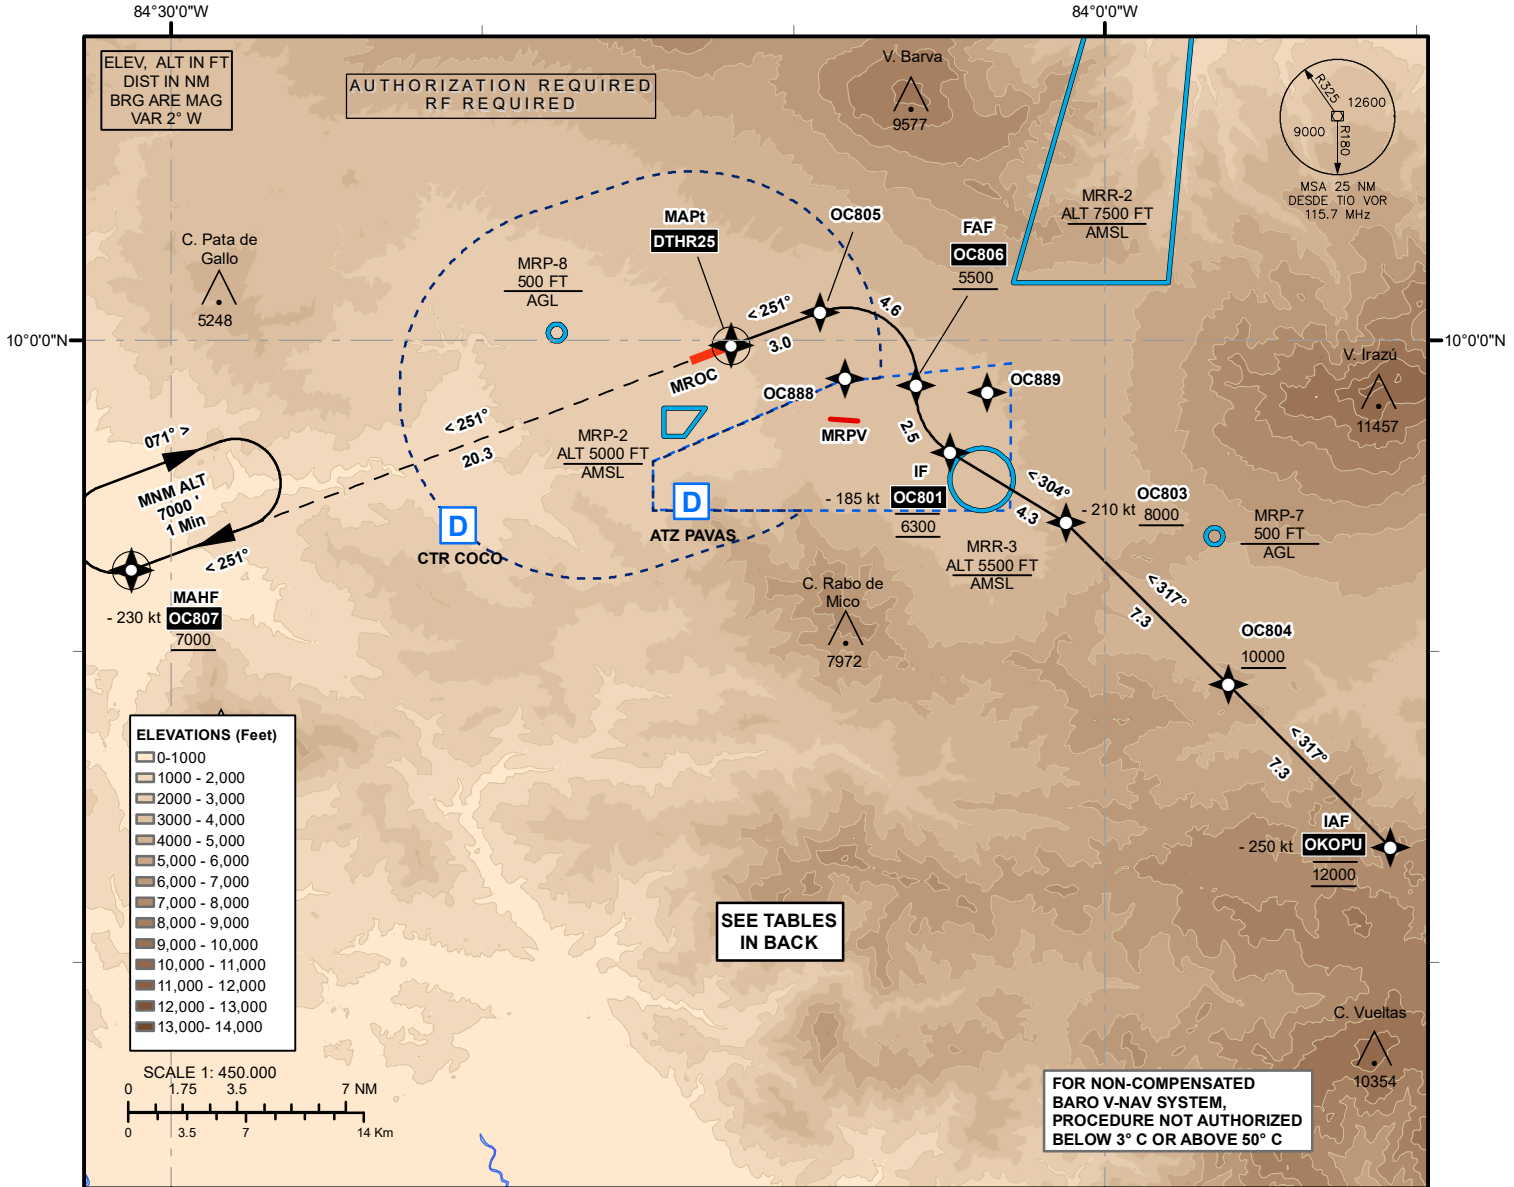 84°30'0"W
84°0'0"W
ELEV, ALT IN FT
DIST IN NM
BRG ARE MAG
VAR 2° W
AUTHORIZATION REQUIRED
RF REQUIRED
V. Barva
9577
R325
12600
9000
R180
MSA 25 NM
DESDE TIO VOR
115.7 MHz
MRR-2
ALT 7500 FT
AMSL
MAPt
DTHR25
OC805
FAF
OC806
5500
C. Pata de
Gallo
5248
MRP-8
500 FT
AGL
< 251°
3.0
4.6
10°0'0"N
10°0'0"N
MROC
OC888
OC889
V. Irazú
11457
MRPV
2.5
071° >
MNM ALT
7000 '
1 Min
< 251°
< 251°
20.3
MRP-2
ALT 5000 FT
AMSL
D
CTR COCO
D
ATZ PAVAS
IF
- 185 kt
OC801
6300
< 304°
4.3
- 210 kt
OC803
8000
MRP-7
500 FT
AGL
MRR-3
ALT 5500 FT
AMSL
C. Rabo de
Mico
7972
MAHF
- 230 kt
OC807
7000
< 317°
7.3
OC804
10000
< 317°
7.3
IAF
- 250 kt
OKOPU
12000
ELEVATIONS (Feet)
0-1000
1000 - 2,000
2000 - 3,000
3000 - 4,000
4000 - 5,000
5,000 - 6,000
6,000 - 7,000
7,000 - 8,000
8,000 - 9,000
9,000 - 10,000
10,000 - 11,000
11,000 - 12,000
12,000 - 13,000
13,000- 14,000
SEE TABLES
IN BACK
C. Vueltas
10354
SCALE 1: 450.000
0 1.75 3.5 7 NM
0 3.5 7 14 Km
FOR NON-COMPENSATED
BARO V-NAV SYSTEM,
PROCEDURE NOT AUTHORIZED
BELOW 3° C OR ABOVE 50° C